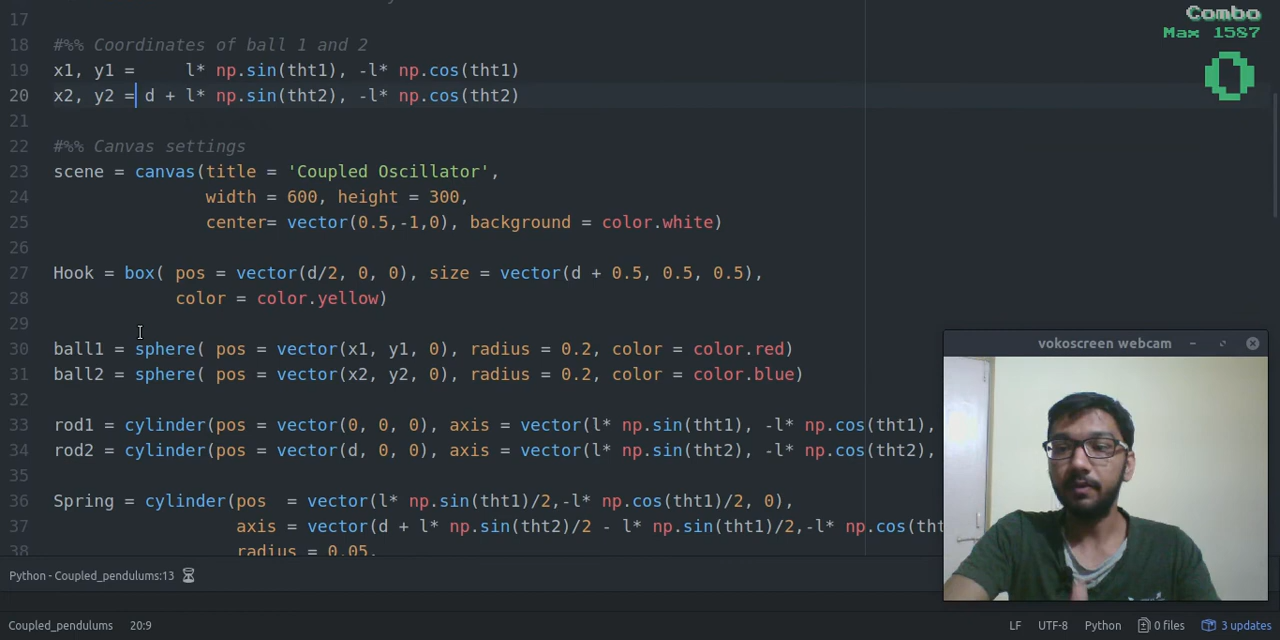 Combo
Max 1587
0
17
18 #%% Coordinates of ball 1 and 2
19 x1, y1 =     l* np.sin(tht1), -l* np.cos(tht1)
20 x2, y2 = d + l* np.sin(tht2), -l* np.cos(tht2)
21
22 #%% Canvas settings
23 scene = canvas(title = 'Coupled Oscillator',
24                width = 600, height = 300,
25                center= vector(0.5,-1,0), background = color.white)
26
27 Hook = box( pos = vector(d/2, 0, 0), size = vector(d + 0.5, 0.5, 0.5),
28             color = color.yellow)
29
30 ball1 = sphere( pos = vector(x1, y1, 0), radius = 0.2, color = color.red)
31 ball2 = sphere( pos = vector(x2, y2, 0), radius = 0.2, color = color.blue)
32
33 rod1 = cylinder(pos = vector(0, 0, 0), axis = vector(l* np.sin(tht1), -l* np.cos(tht1),
34 rod2 = cylinder(pos = vector(d, 0, 0), axis = vector(l* np.sin(tht2), -l* np.cos(tht2),
35
36 Spring = cylinder(pos  = vector(l* np.sin(tht1)/2,-l* np.cos(tht1)/2, 0),
37                   axis = vector(d + l* np.sin(tht2)/2 - l* np.sin(tht1)/2,-l* np.cos(tht
38                   radius = 0.05,
vokoscreen webcam
Python - Coupled_pendulums:13
Coupled_pendulums 20:9 LF UTF-8 Python 0 files 3 updates